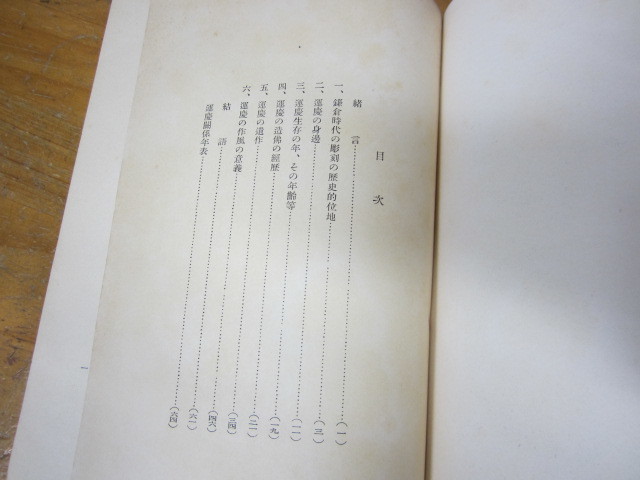 目次
緒言……(一)
一、鎌倉時代の彫刻の歴史的位地……(三)
二、運慶の身邊……(一一)
三、運慶生存の年、その年齡等……(一九)
四、運慶の造佛の經歷……(二一)
五、運慶の遺作……(三四)
六、運慶の作風の意義……(四六)
結語……(六一)
運慶關係年表……(六四)